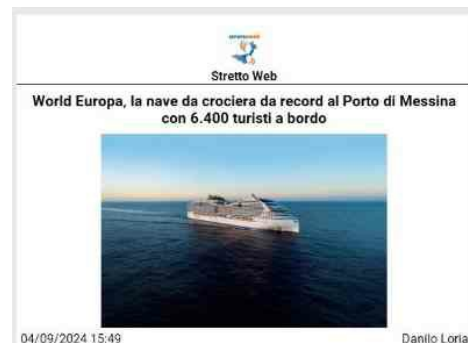 Stretto Web
World Europa, la nave da crociera da record al Porto di Messina
con 6.400 turisti a bordo
04/09/2024 15:49
Danilo Loria